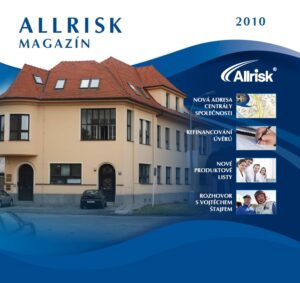 ALLRISK
MAGAZÍN
2010
Allrisk®
NOVÁ ADRESA
CENTRÁLY
SPOLEČNOSTI
REFINANCOVÁNÍ
ÚVĚRŮ
NOVÉ
PRODUKTOVÉ
LISTY
ROZHOVOR
S VOJTĚCHEM
ŠTAJFEM